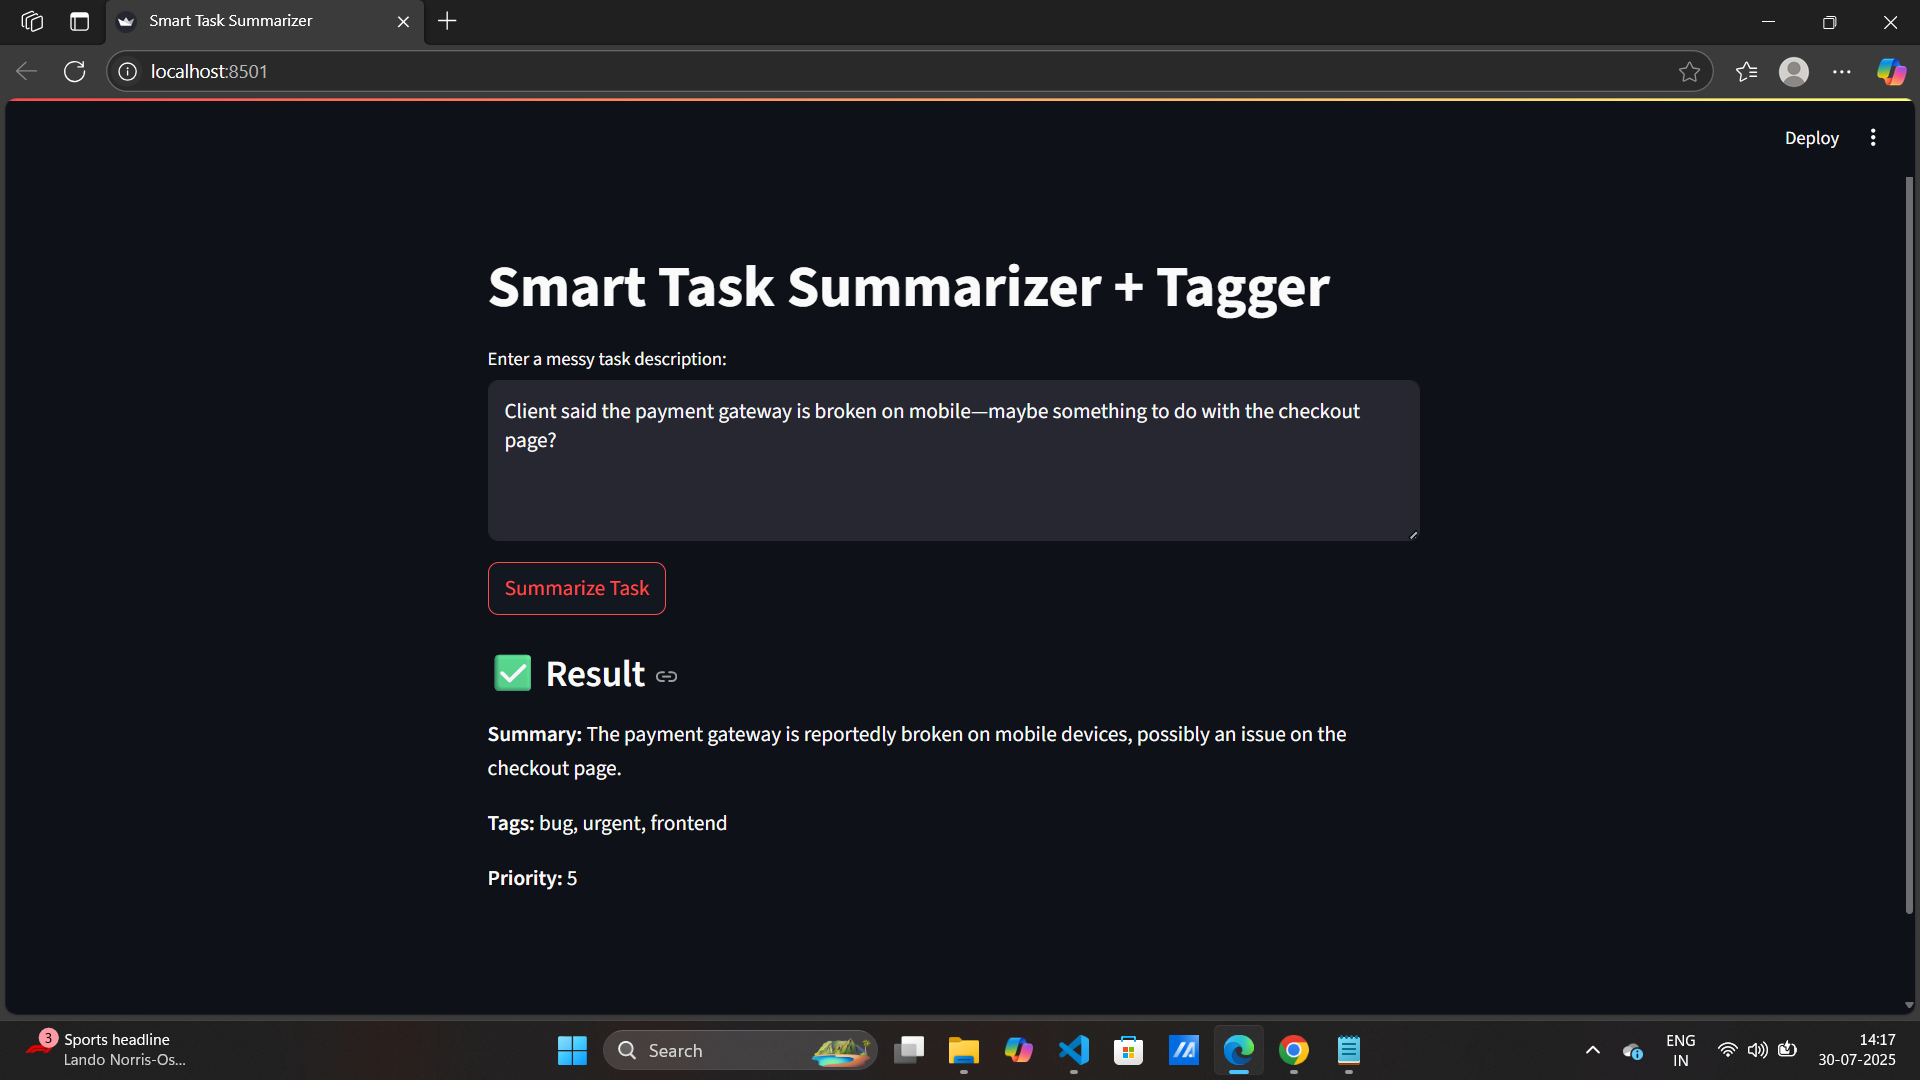 Smart Task Summarizer
localhost:8501
Deploy
Smart Task Summarizer + Tagger
Enter a messy task description:
Client said the payment gateway is broken on mobile—maybe something to do with the checkout
page?
Summarize Task
Result
Summary: The payment gateway is reportedly broken on mobile devices, possibly an issue on the
checkout page.
Tags: bug, urgent, frontend
Priority: 5
3
Sports headline
Lando Norris-Os...
Search
ENG
IN
14:17
30-07-2025